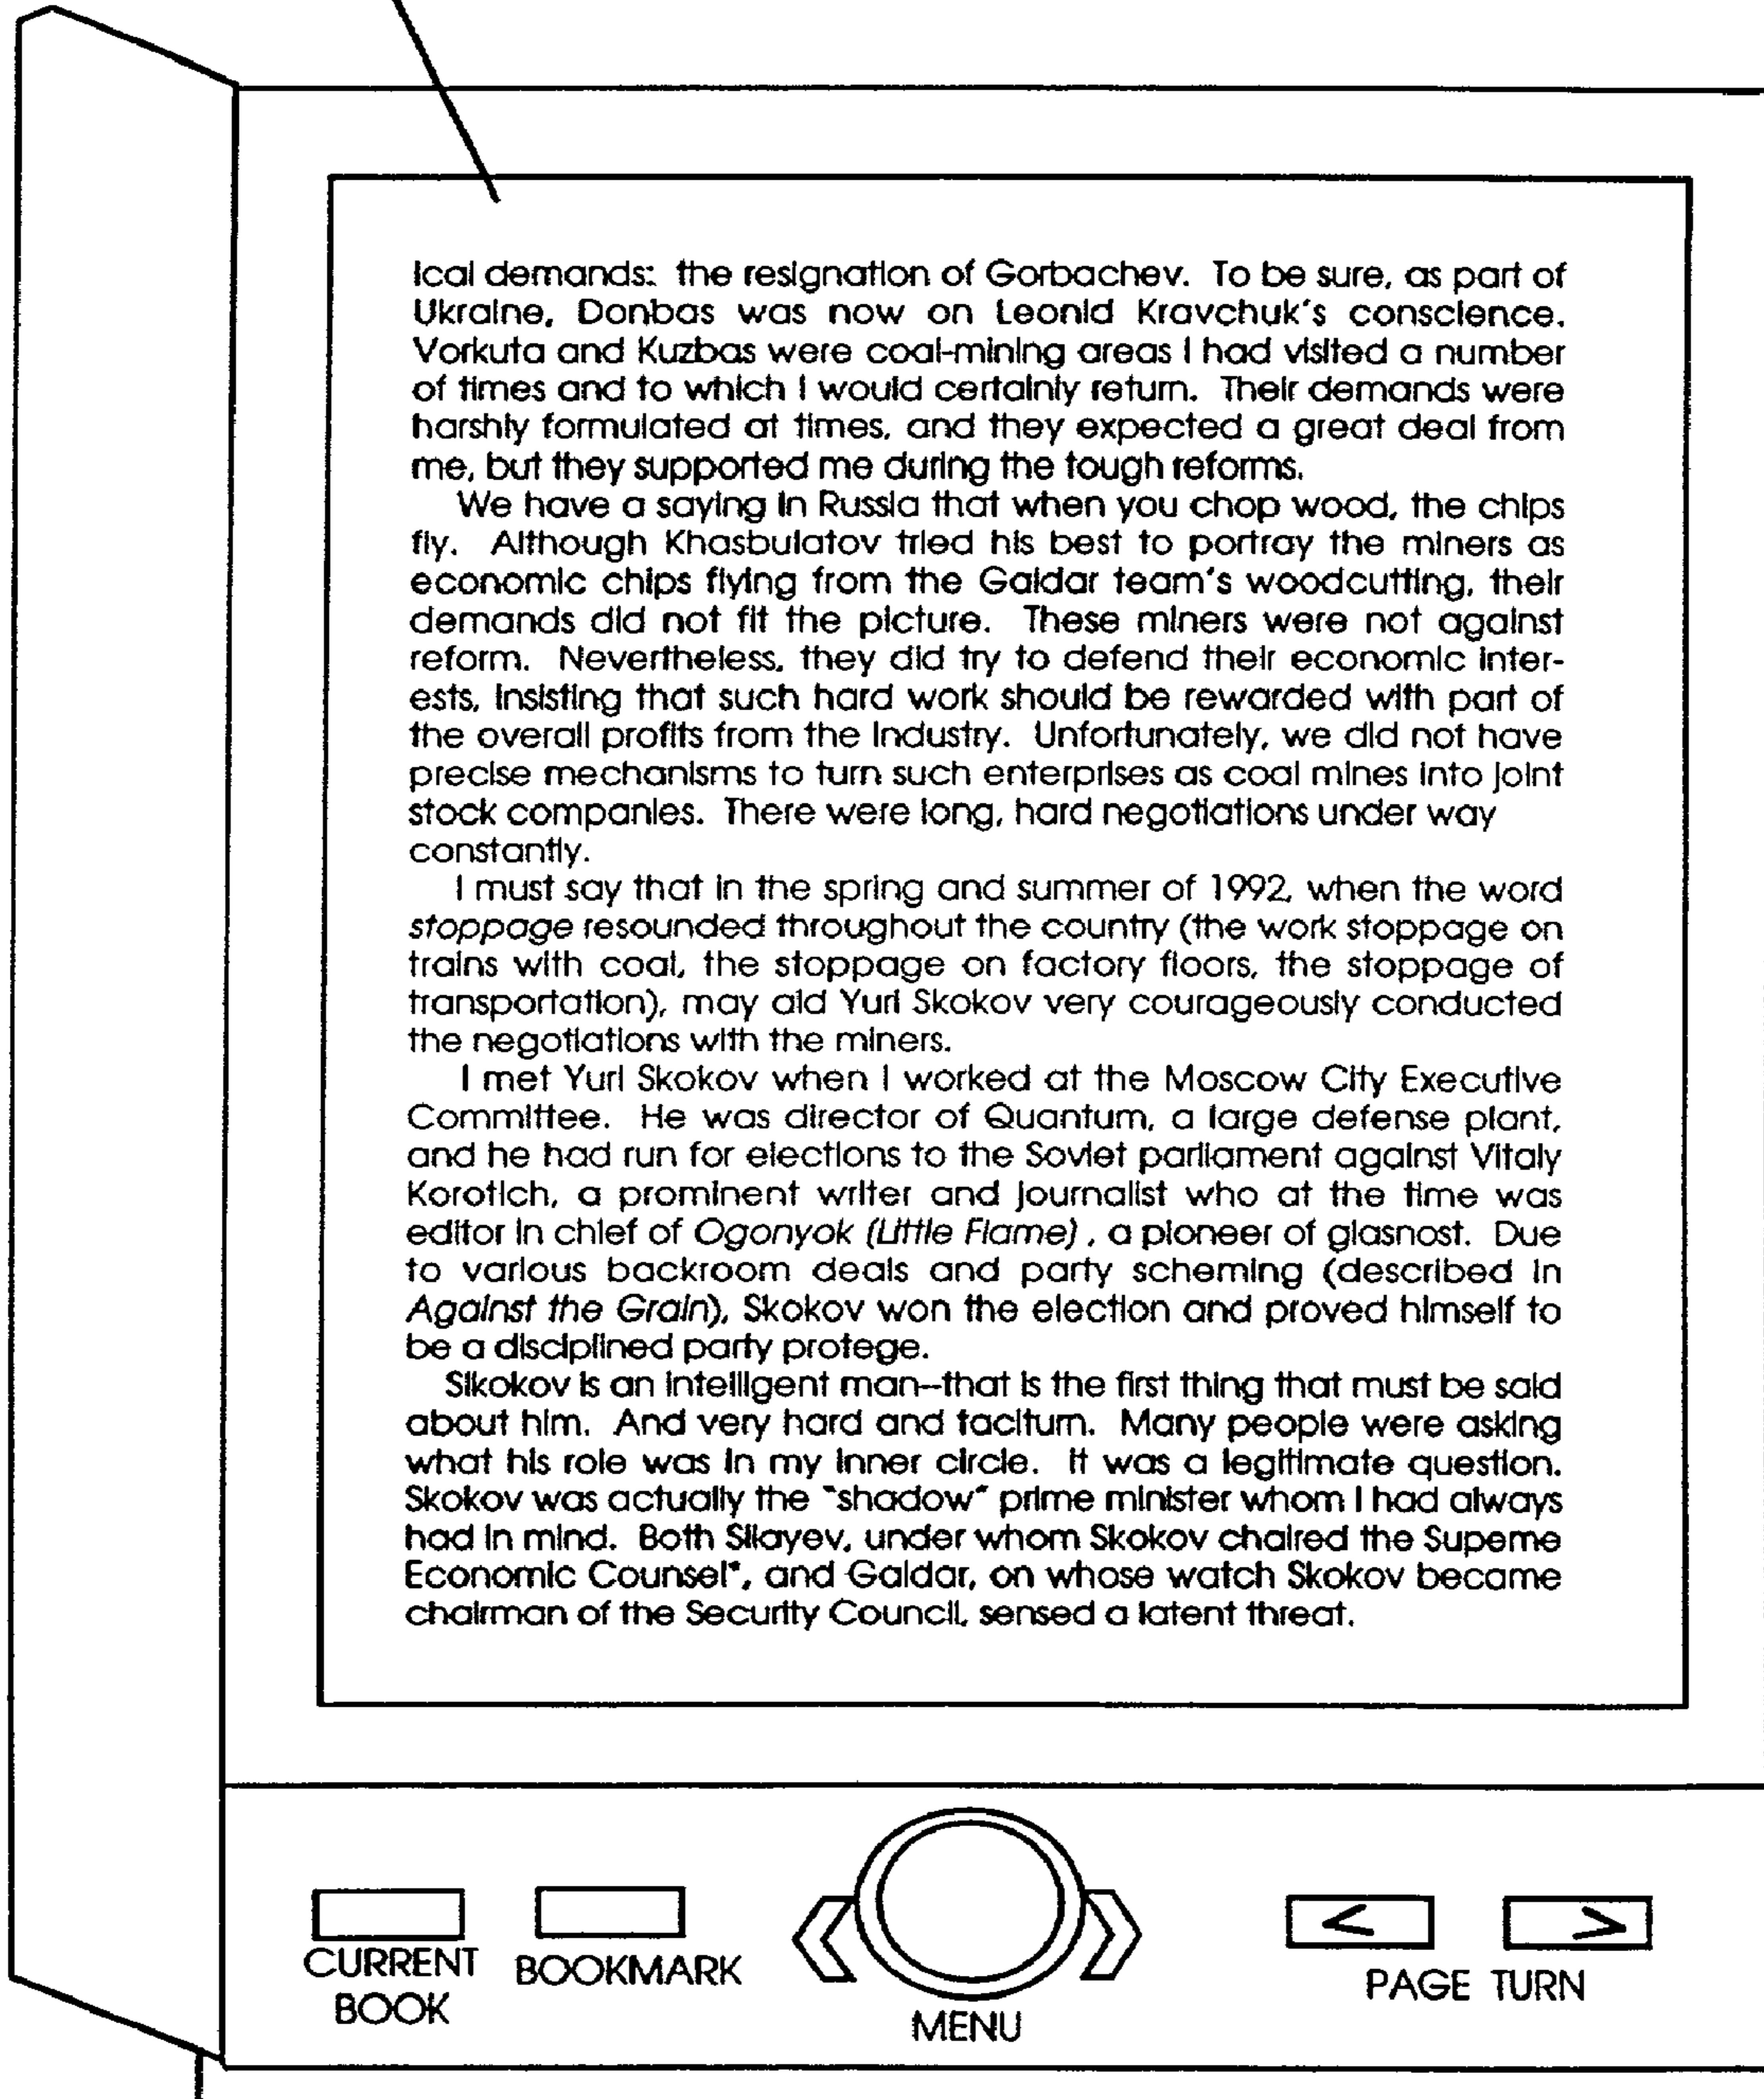 ical demands: the resignation of Gorbachev. To be sure, as part of
Ukraine, Donbas was now on Leonid Kravchuk's conscience.
Vorkuta and Kuzbas were coal-mining areas I had visited a number
of times and to which I would certainly return. Their demands were
harshly formulated at times, and they expected a great deal from
me, but they supported me during the tough reforms.
We have a saying in Russia that when you chop wood, the chips
fly. Although Khasbulatov tried his best to portray the miners as
economic chips flying from the Gaidar team's woodcutting, their
demands did not fit the picture. These miners were not against
reform. Nevertheless, they did try to defend their economic inter-
ests, insisting that such hard work should be rewarded with part of
the overall profits from the industry. Unfortunately, we did not have
precise mechanisms to turn such enterprises as coal mines into joint
stock companies. There were long, hard negotiations under way
constantly.
I must say that in the spring and summer of 1992, when the word
stoppage resounded throughout the country (the work stoppage on
trains with coal, the stoppage on factory floors, the stoppage of
transportation), may aid Yuri Skokov very courageously conducted
the negotiations with the miners.
I met Yuri Skokov when I worked at the Moscow City Executive
Committee. He was director of Quantum, a large defense plant,
and he had run for elections to the Soviet parliament against Vitaly
Korotich, a prominent writer and journalist who at the time was
editor in chief of Ogonyok (Little Flame) , a pioneer of glasnost. Due
to various backroom deals and party scheming (described in
Against the Grain), Skokov won the election and proved himself to
be a disciplined party protege.
Sikokov is an intelligent man--that is the first thing that must be said
about him. And very hard and taciturn. Many people were asking
what his role was in my inner circle. It was a legitimate question.
Skokov was actually the "shadow" prime minister whom I had always
had in mind. Both Silayev, under whom Skokov chaired the Supeme
Economic Counsel*, and Gaidar, on whose watch Skokov became
chairman of the Security Council, sensed a latent threat.
CURRENT BOOK
BOOKMARK
MENU
< >
PAGE TURN